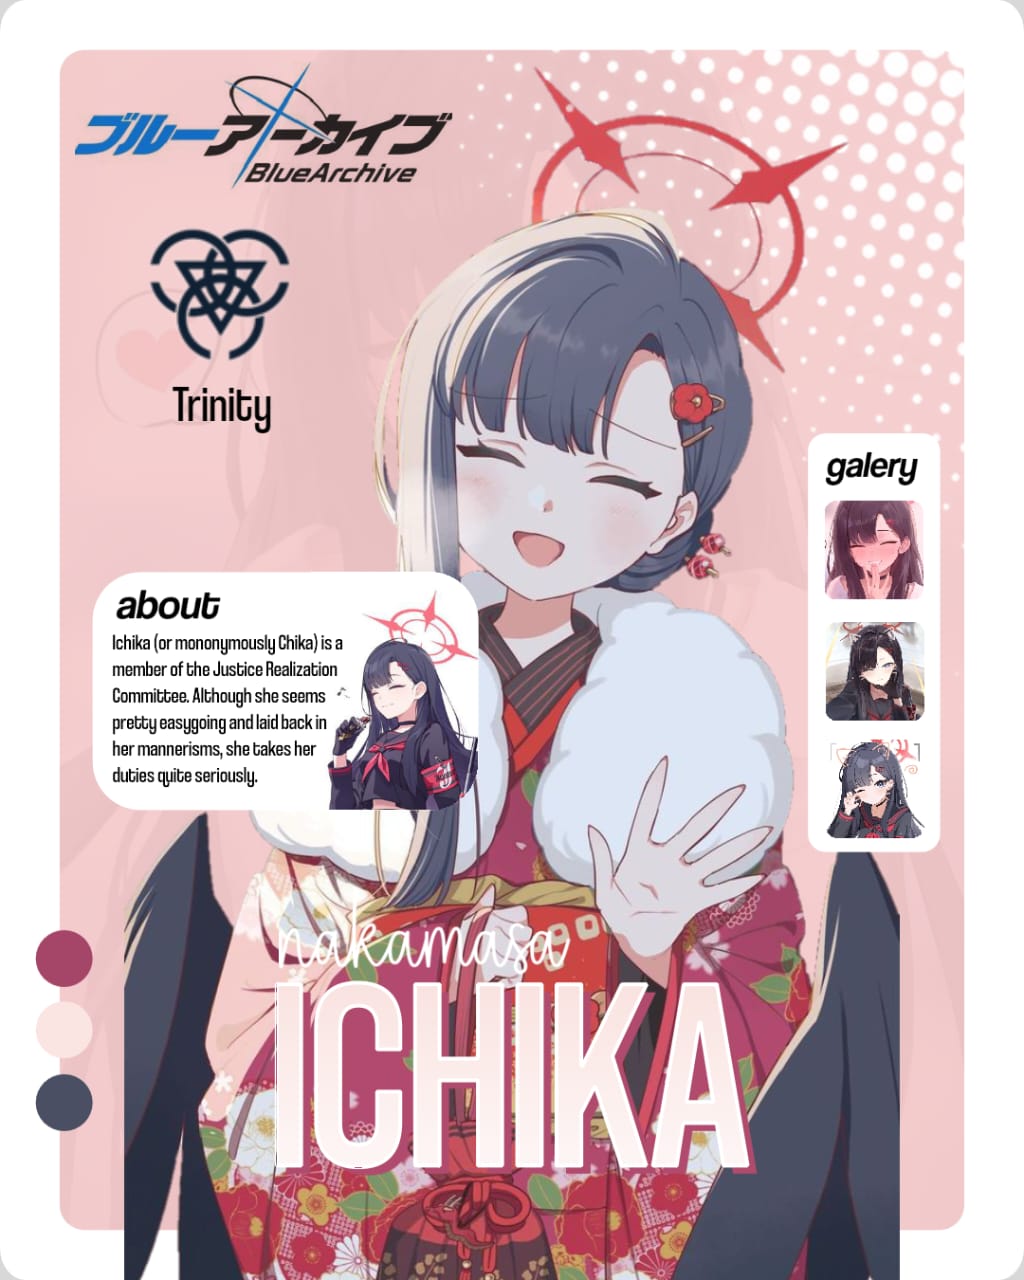 ブルーアーカイブ
BlueArchive
Trinity
galery
about
Ichika (or mononymously Chika) is a
member of the Justice Realization
Committee. Although she seems
pretty easygoing and laid back in
her mannerisms, she takes her
duties quite seriously.
nakamasa
ICHIKA